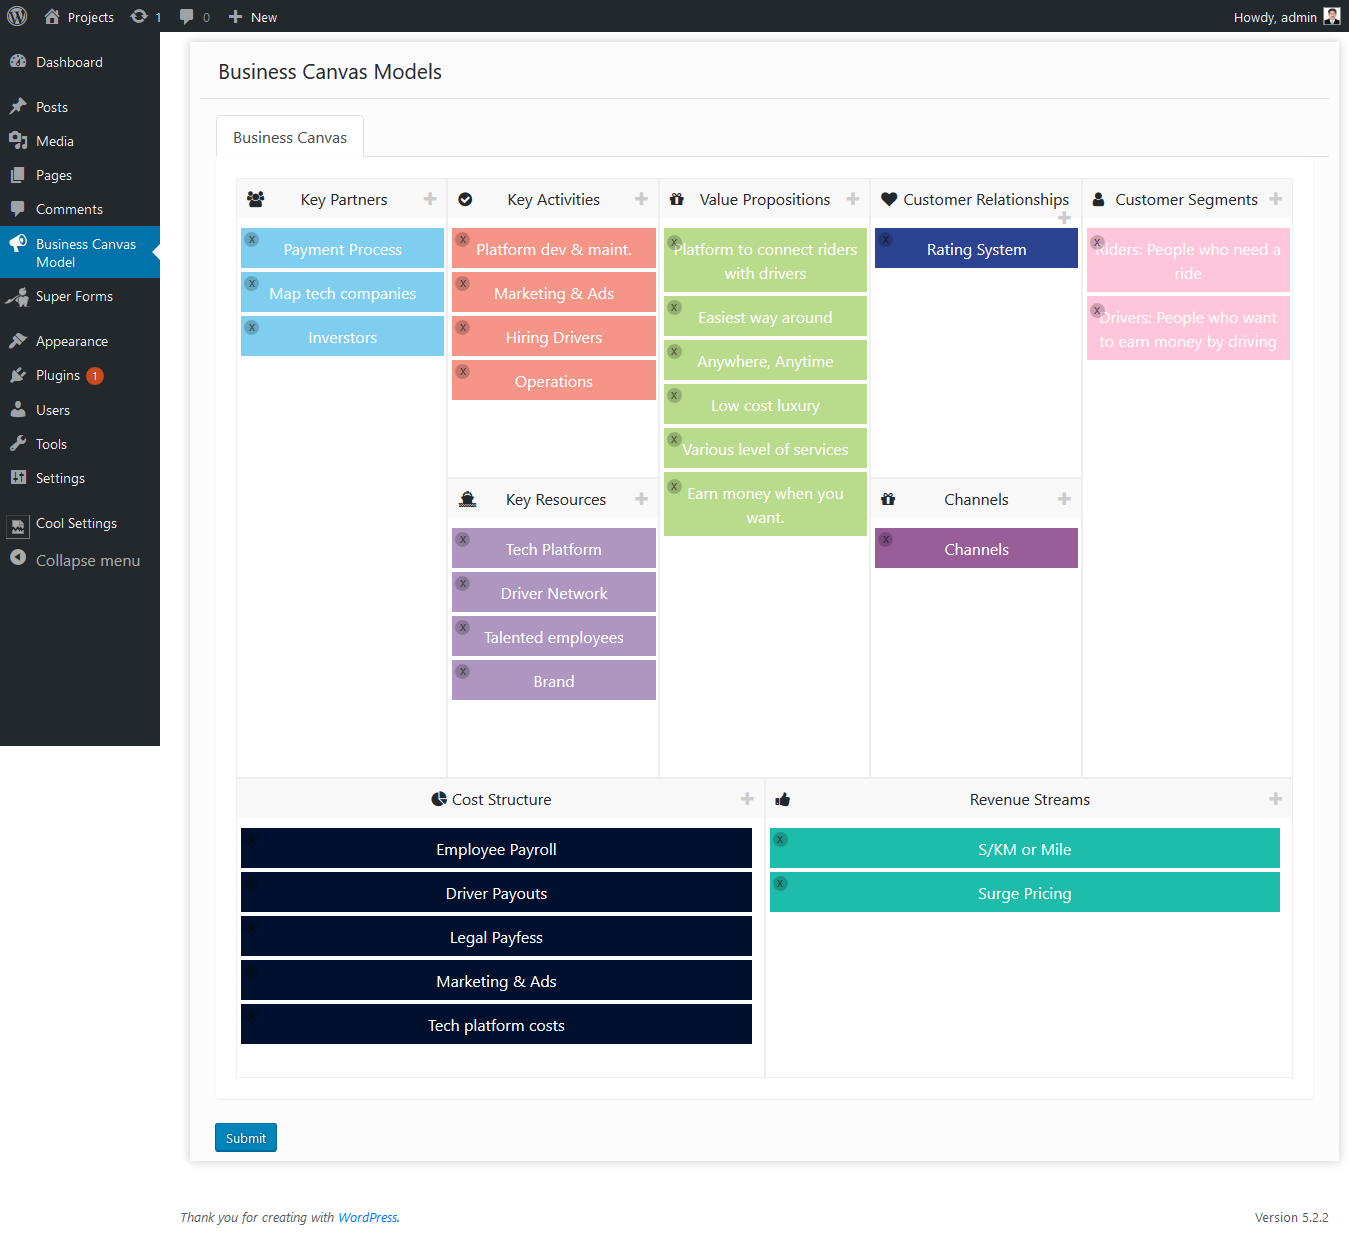 Projects
1
0
New
Howdy, admin
Dashboard
Posts
Media
Pages
Comments
Business Canvas
Model
Super Forms
Appearance
Plugins 1
Users
Tools
Settings
Cool Settings
Collapse menu
Business Canvas Models
Business Canvas
Key Partners
X Payment Process
X Map tech companies
X Inverstors
Key Activities
X Platform dev & maint.
X Marketing & Ads
X Hiring Drivers
X Operations
Key Resources
X Tech Platform
X Driver Network
X Talented employees
X Brand
Value Propositions
X Platform to connect riders
with drivers
X Easiest way around
X Anywhere, Anytime
X Low cost luxury
X Various level of services
X Earn money when you
want.
Customer Relationships
X Rating System
Channels
X Channels
Customer Segments
X Riders: People who need a
ride
X Drivers: People who want
to earn money by driving
Cost Structure
X Employee Payroll
X Driver Payouts
X Legal Payfess
X Marketing & Ads
X Tech platform costs
Revenue Streams
X S/KM or Mile
X Surge Pricing
Submit
Thank you for creating with WordPress.
Version 5.2.2